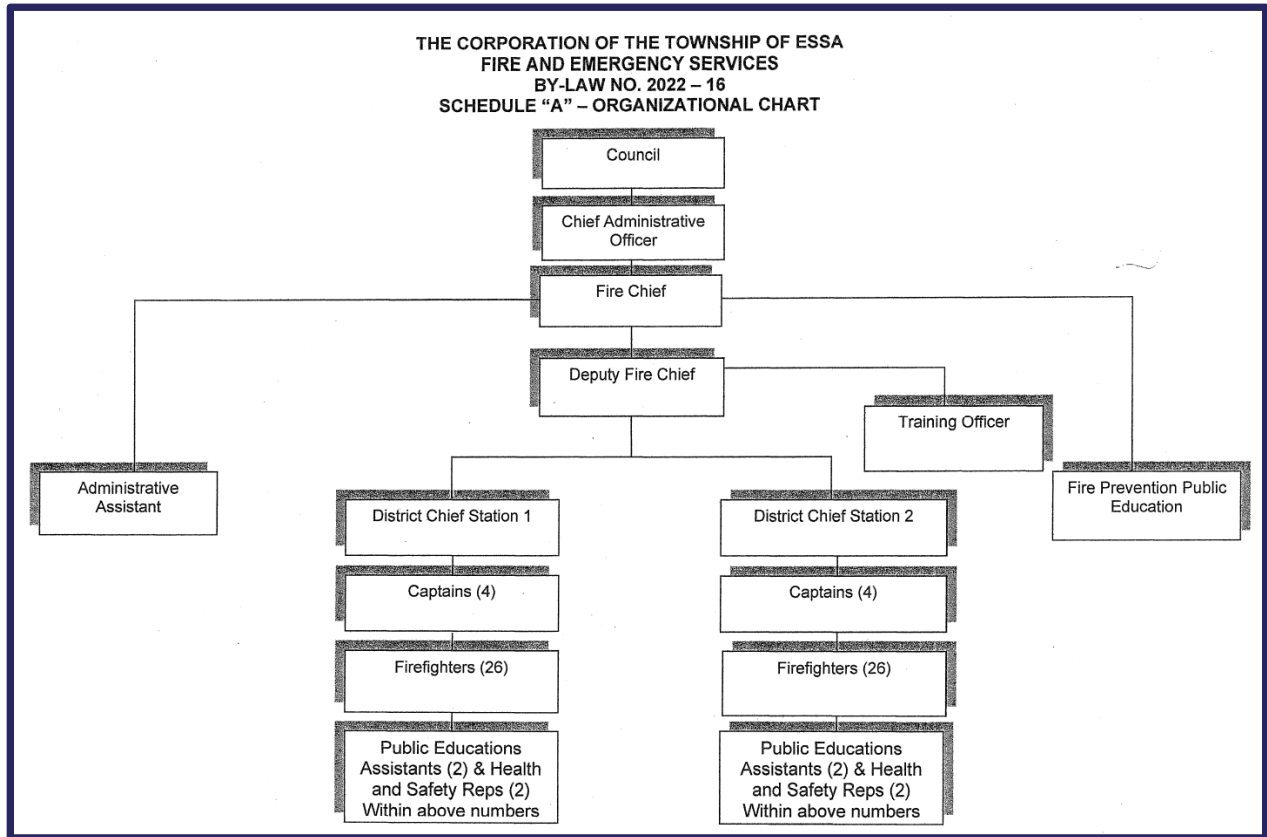 THE CORPORATION OF THE TOWNSHIP OF ESSA
FIRE AND EMERGENCY SERVICES
BY-LAW NO. 2022 – 16
SCHEDULE “A” – ORGANIZATIONAL CHART
Council
Chief Administrative
Officer
Fire Chief
Deputy Fire Chief
Training Officer
Administrative
Assistant
Fire Prevention Public
Education
District Chief Station 1
District Chief Station 2
Captains (4)
Captains (4)
Firefighters (26)
Firefighters (26)
Public Educations
Assistants (2) & Health
and Safety Reps (2)
Within above numbers
Public Educations
Assistants (2) & Health
and Safety Reps (2)
Within above numbers